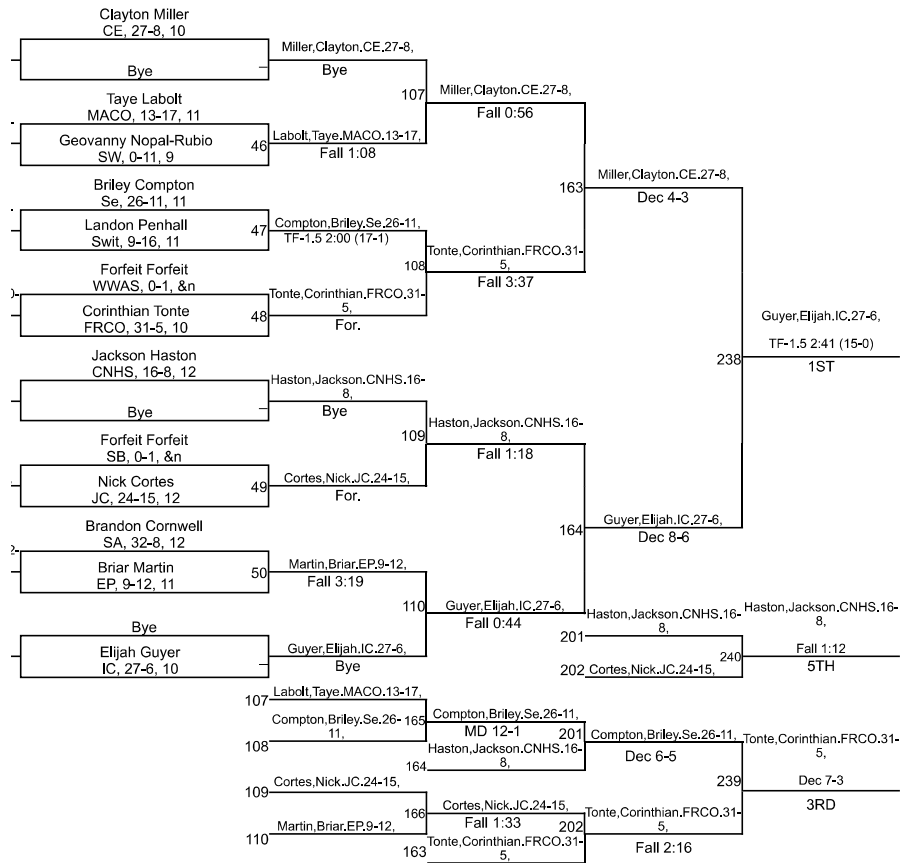 Clayton Miller
CE, 27-8, 10
Bye
Miller,Clayton.CE.27-8,
Bye
107
Miller,Clayton.CE.27-8,
Fall 0:56
Taye Labolt
MACO, 13-17, 11
Geovanny Nopal-Rubio
SW, 0-11, 9
46
Labolt,Taye.MACO.13-17,
Fall 1:08
163
Miller,Clayton.CE.27-8,
Dec 4-3
Briley Compton
Se, 26-11, 11
Landon Penhall
Swit, 9-16, 11
47
Compton,Briley.Se.26-11,
TF-1.5 2:00 (17-1)
108
Tonte,Corinthian.FRCO.31-
5,
Fall 3:37
Forfeit Forfeit
WWAS, 0-1, &n
Corinthian Tonte
FRCO, 31-5, 10
48
Tonte,Corinthian.FRCO.31-
5,
For.
238
Guyer,Elijah.IC.27-6,
TF-1.5 2:41 (15-0)
1ST
Jackson Haston
CNHS, 16-8, 12
Bye
Haston,Jackson.CNHS.16-
8,
Bye
109
Haston,Jackson.CNHS.16-
8,
Fall 1:18
Forfeit Forfeit
SB, 0-1, &n
Nick Cortes
JC, 24-15, 12
49
Cortes,Nick.JC.24-15,
For.
164
Guyer,Elijah.IC.27-6,
Dec 8-6
Brandon Cornwell
SA, 32-8, 12
Briar Martin
EP, 9-12, 11
50
Martin,Briar.EP.9-12,
Fall 3:19
110
Guyer,Elijah.IC.27-6,
Fall 0:44
Bye
Elijah Guyer
IC, 27-6, 10
Guyer,Elijah.IC.27-6,
Bye
201
Haston,Jackson.CNHS.16-
8,
202
Cortes,Nick.JC.24-15,
240
Haston,Jackson.CNHS.16-
8,
Fall 1:12
5TH
107
Labolt,Taye.MACO.13-17,
108
Compton,Briley.Se.26-
11,
165
Compton,Briley.Se.26-11,
MD 12-1
164
Haston,Jackson.CNHS.16-
8,
201
Compton,Briley.Se.26-11,
Dec 6-5
109
Cortes,Nick.JC.24-15,
110
Martin,Briar.EP.9-12,
166
Cortes,Nick.JC.24-15,
Fall 1:33
163
Tonte,Corinthian.FRCO.31-
5,
202
Tonte,Corinthian.FRCO.31-
5,
Fall 2:16
239
Tonte,Corinthian.FRCO.31-
5,
Dec 7-3
3RD